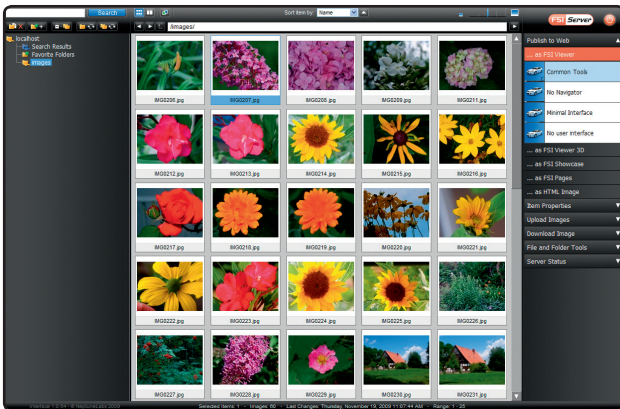 Search
Sort item by: Name
/images/
FSI Server
localhost
Search Results
Favorite Folders
images
IMG0206.jpg IMG0207.jpg IMG0208.jpg IMG0209.jpg IMG0211.jpg
IMG0212.jpg IMG0213.jpg IMG0214.jpg IMG0215.jpg IMG0216.jpg
IMG0217.jpg IMG0218.jpg IMG0219.jpg IMG0220.jpg IMG0221.jpg
IMG0222.jpg IMG0223.jpg IMG0224.jpg IMG0225.jpg IMG0226.jpg
IMG0227.jpg IMG0228.jpg IMG0229.jpg IMG0230.jpg IMG0231.jpg
Publish to Web
.... as FSI Viewer
Common Tools
No Navigator
Minimal Interface
No user interface
.... as FSI Viewer 3D
.... as FSI Showcase
.... as FSI Pages
.... as HTML Image
Item Properties
Upload Images
Download Image
File and Folder Tools
Server Status
Interface 1.0.54 - © NeptuneLabs 2009
Selected Items: 1 - Images: 60 - Last Changes: Thursday, November 19, 2009 11:07:44 AM - Range: 1 - 25